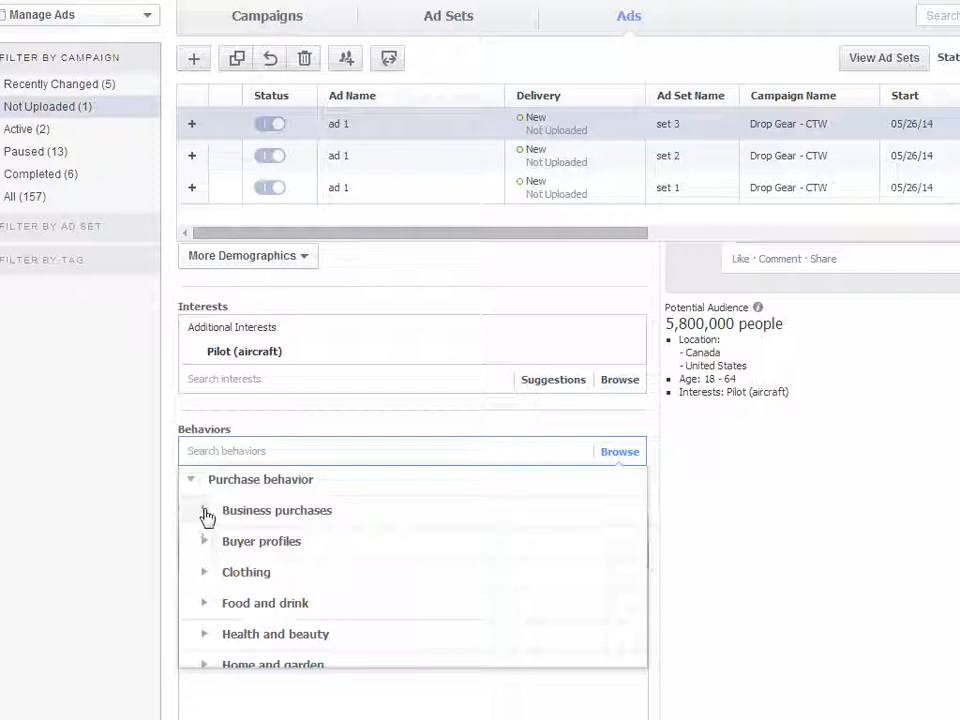 Manage Ads
Campaigns
Ad Sets
Ads
Search
FILTER BY CAMPAIGN
Recently Changed (5)
Not Uploaded (1)
Active (2)
Paused (13)
Completed (6)
All (157)
FILTER BY AD SET
FILTER BY TAG
View Ad Sets
Status Ad Name Delivery Ad Set Name Campaign Name Start
ad 1 New Not Uploaded set 3 Drop Gear - CTW 05/26/14
ad 1 New Not Uploaded set 2 Drop Gear - CTW 05/26/14
ad 1 New Not Uploaded set 1 Drop Gear - CTW 05/26/14
More Demographics
Like · Comment · Share
Interests
Additional Interests
Pilot (aircraft)
Search interests
Suggestions
Browse
Potential Audience
5,800,000 people
Location:
- Canada
- United States
Age: 18 - 64
Interests: Pilot (aircraft)
Behaviors
Search behaviors
Browse
Purchase behavior
Business purchases
Buyer profiles
Clothing
Food and drink
Health and beauty
Home and garden